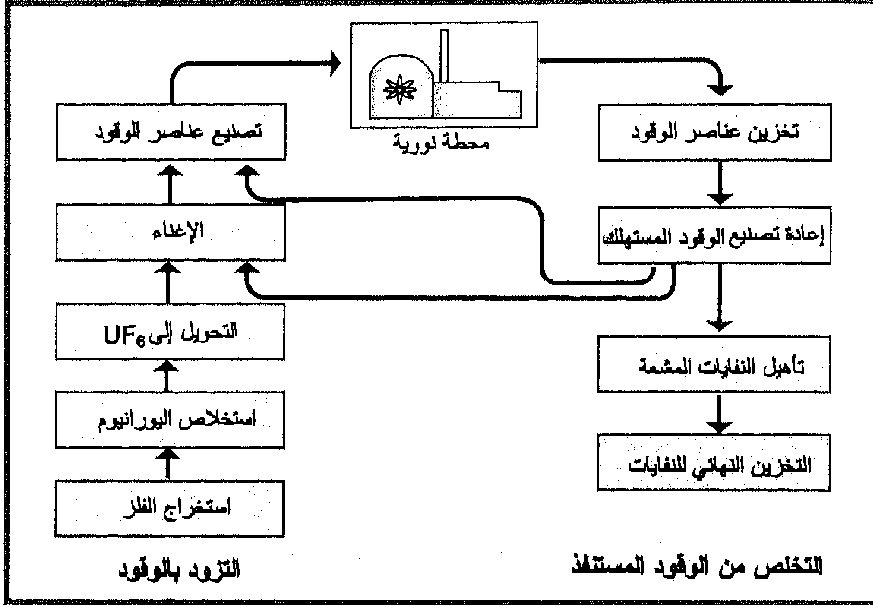 محطة نووية
تصنيع عناصر الوقود
الإغناء
التحويل إلى UF6
استخلاص اليورانيوم
استخراج الفلز
التزود بالوقود
تخزين عناصر الوقود
إعادة تصنيع الوقود المستهلك
تأهيل النفايات المشعة
التخزين النهائي للنفايات
التخلص من الوقود المستنفذ